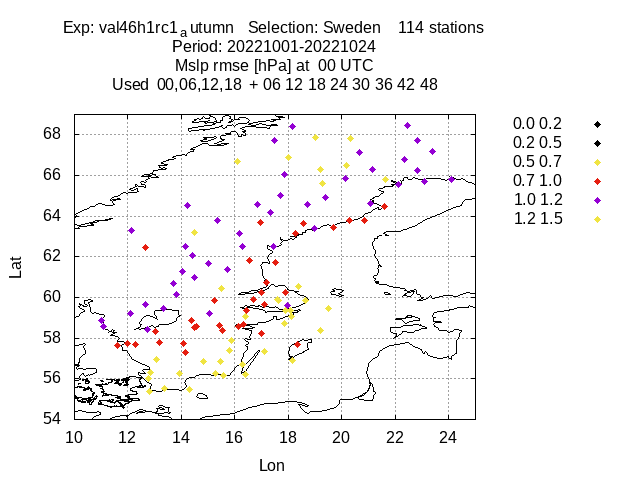 Exp: val46h1rc1autumn Selection: Sweden 114 stations
Period: 20221001-20221024
Mslp rmse [hPa] at 00 UTC
Used 00,06,12,18 + 06 12 18 24 30 36 42 48
68
66
64
62
60
58
56
54
Lat
10 12 14 16 18 20 22 24
Lon
0.0 0.2
0.2 0.5
0.5 0.7
0.7 1.0
1.0 1.2
1.2 1.5